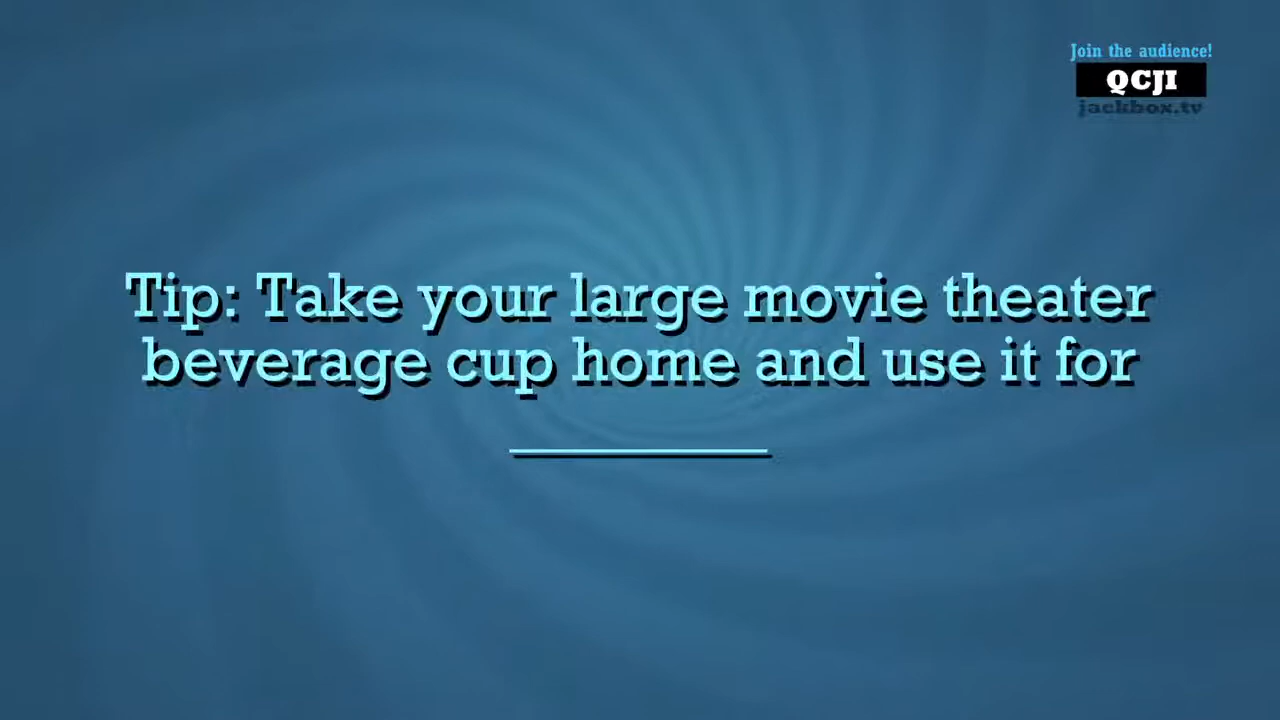 Join the audience!
QCJI
jackbox.tv
Tip: Take your large movie theater
beverage cup home and use it for
__________